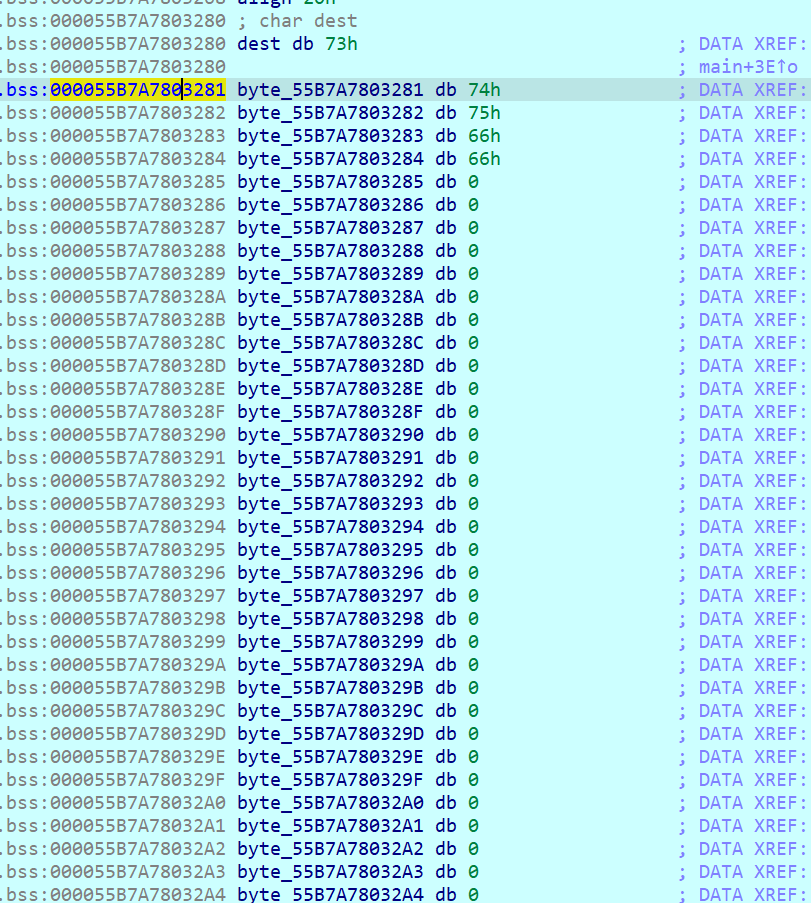 .bss:000055B7A7803280 ; char dest
.bss:000055B7A7803280 dest db 73h ; DATA XREF:
.bss:000055B7A7803280 ; main+3E↑o
.bss:000055B7A7803281 byte_55B7A7803281 db 74h ; DATA XREF:
.bss:000055B7A7803282 byte_55B7A7803282 db 75h ; DATA XREF:
.bss:000055B7A7803283 byte_55B7A7803283 db 66h ; DATA XREF:
.bss:000055B7A7803284 byte_55B7A7803284 db 66h ; DATA XREF:
.bss:000055B7A7803285 byte_55B7A7803285 db 0 ; DATA XREF:
.bss:000055B7A7803286 byte_55B7A7803286 db 0 ; DATA XREF:
.bss:000055B7A7803287 byte_55B7A7803287 db 0 ; DATA XREF:
.bss:000055B7A7803288 byte_55B7A7803288 db 0 ; DATA XREF:
.bss:000055B7A7803289 byte_55B7A7803289 db 0 ; DATA XREF:
.bss:000055B7A780328A byte_55B7A780328A db 0 ; DATA XREF:
.bss:000055B7A780328B byte_55B7A780328B db 0 ; DATA XREF:
.bss:000055B7A780328C byte_55B7A780328C db 0 ; DATA XREF:
.bss:000055B7A780328D byte_55B7A780328D db 0 ; DATA XREF:
.bss:000055B7A780328E byte_55B7A780328E db 0 ; DATA XREF:
.bss:000055B7A780328F byte_55B7A780328F db 0 ; DATA XREF:
.bss:000055B7A7803290 byte_55B7A7803290 db 0 ; DATA XREF:
.bss:000055B7A7803291 byte_55B7A7803291 db 0 ; DATA XREF:
.bss:000055B7A7803292 byte_55B7A7803292 db 0 ; DATA XREF:
.bss:000055B7A7803293 byte_55B7A7803293 db 0 ; DATA XREF:
.bss:000055B7A7803294 byte_55B7A7803294 db 0 ; DATA XREF:
.bss:000055B7A7803295 byte_55B7A7803295 db 0 ; DATA XREF:
.bss:000055B7A7803296 byte_55B7A7803296 db 0 ; DATA XREF:
.bss:000055B7A7803297 byte_55B7A7803297 db 0 ; DATA XREF:
.bss:000055B7A7803298 byte_55B7A7803298 db 0 ; DATA XREF:
.bss:000055B7A7803299 byte_55B7A7803299 db 0 ; DATA XREF:
.bss:000055B7A780329A byte_55B7A780329A db 0 ; DATA XREF:
.bss:000055B7A780329B byte_55B7A780329B db 0 ; DATA XREF:
.bss:000055B7A780329C byte_55B7A780329C db 0 ; DATA XREF:
.bss:000055B7A780329D byte_55B7A780329D db 0 ; DATA XREF:
.bss:000055B7A780329E byte_55B7A780329E db 0 ; DATA XREF:
.bss:000055B7A780329F byte_55B7A780329F db 0 ; DATA XREF:
.bss:000055B7A78032A0 byte_55B7A78032A0 db 0 ; DATA XREF:
.bss:000055B7A78032A1 byte_55B7A78032A1 db 0 ; DATA XREF:
.bss:000055B7A78032A2 byte_55B7A78032A2 db 0 ; DATA XREF:
.bss:000055B7A78032A3 byte_55B7A78032A3 db 0 ; DATA XREF:
.bss:000055B7A78032A4 byte_55B7A78032A4 db 0 ; DATA XREF: